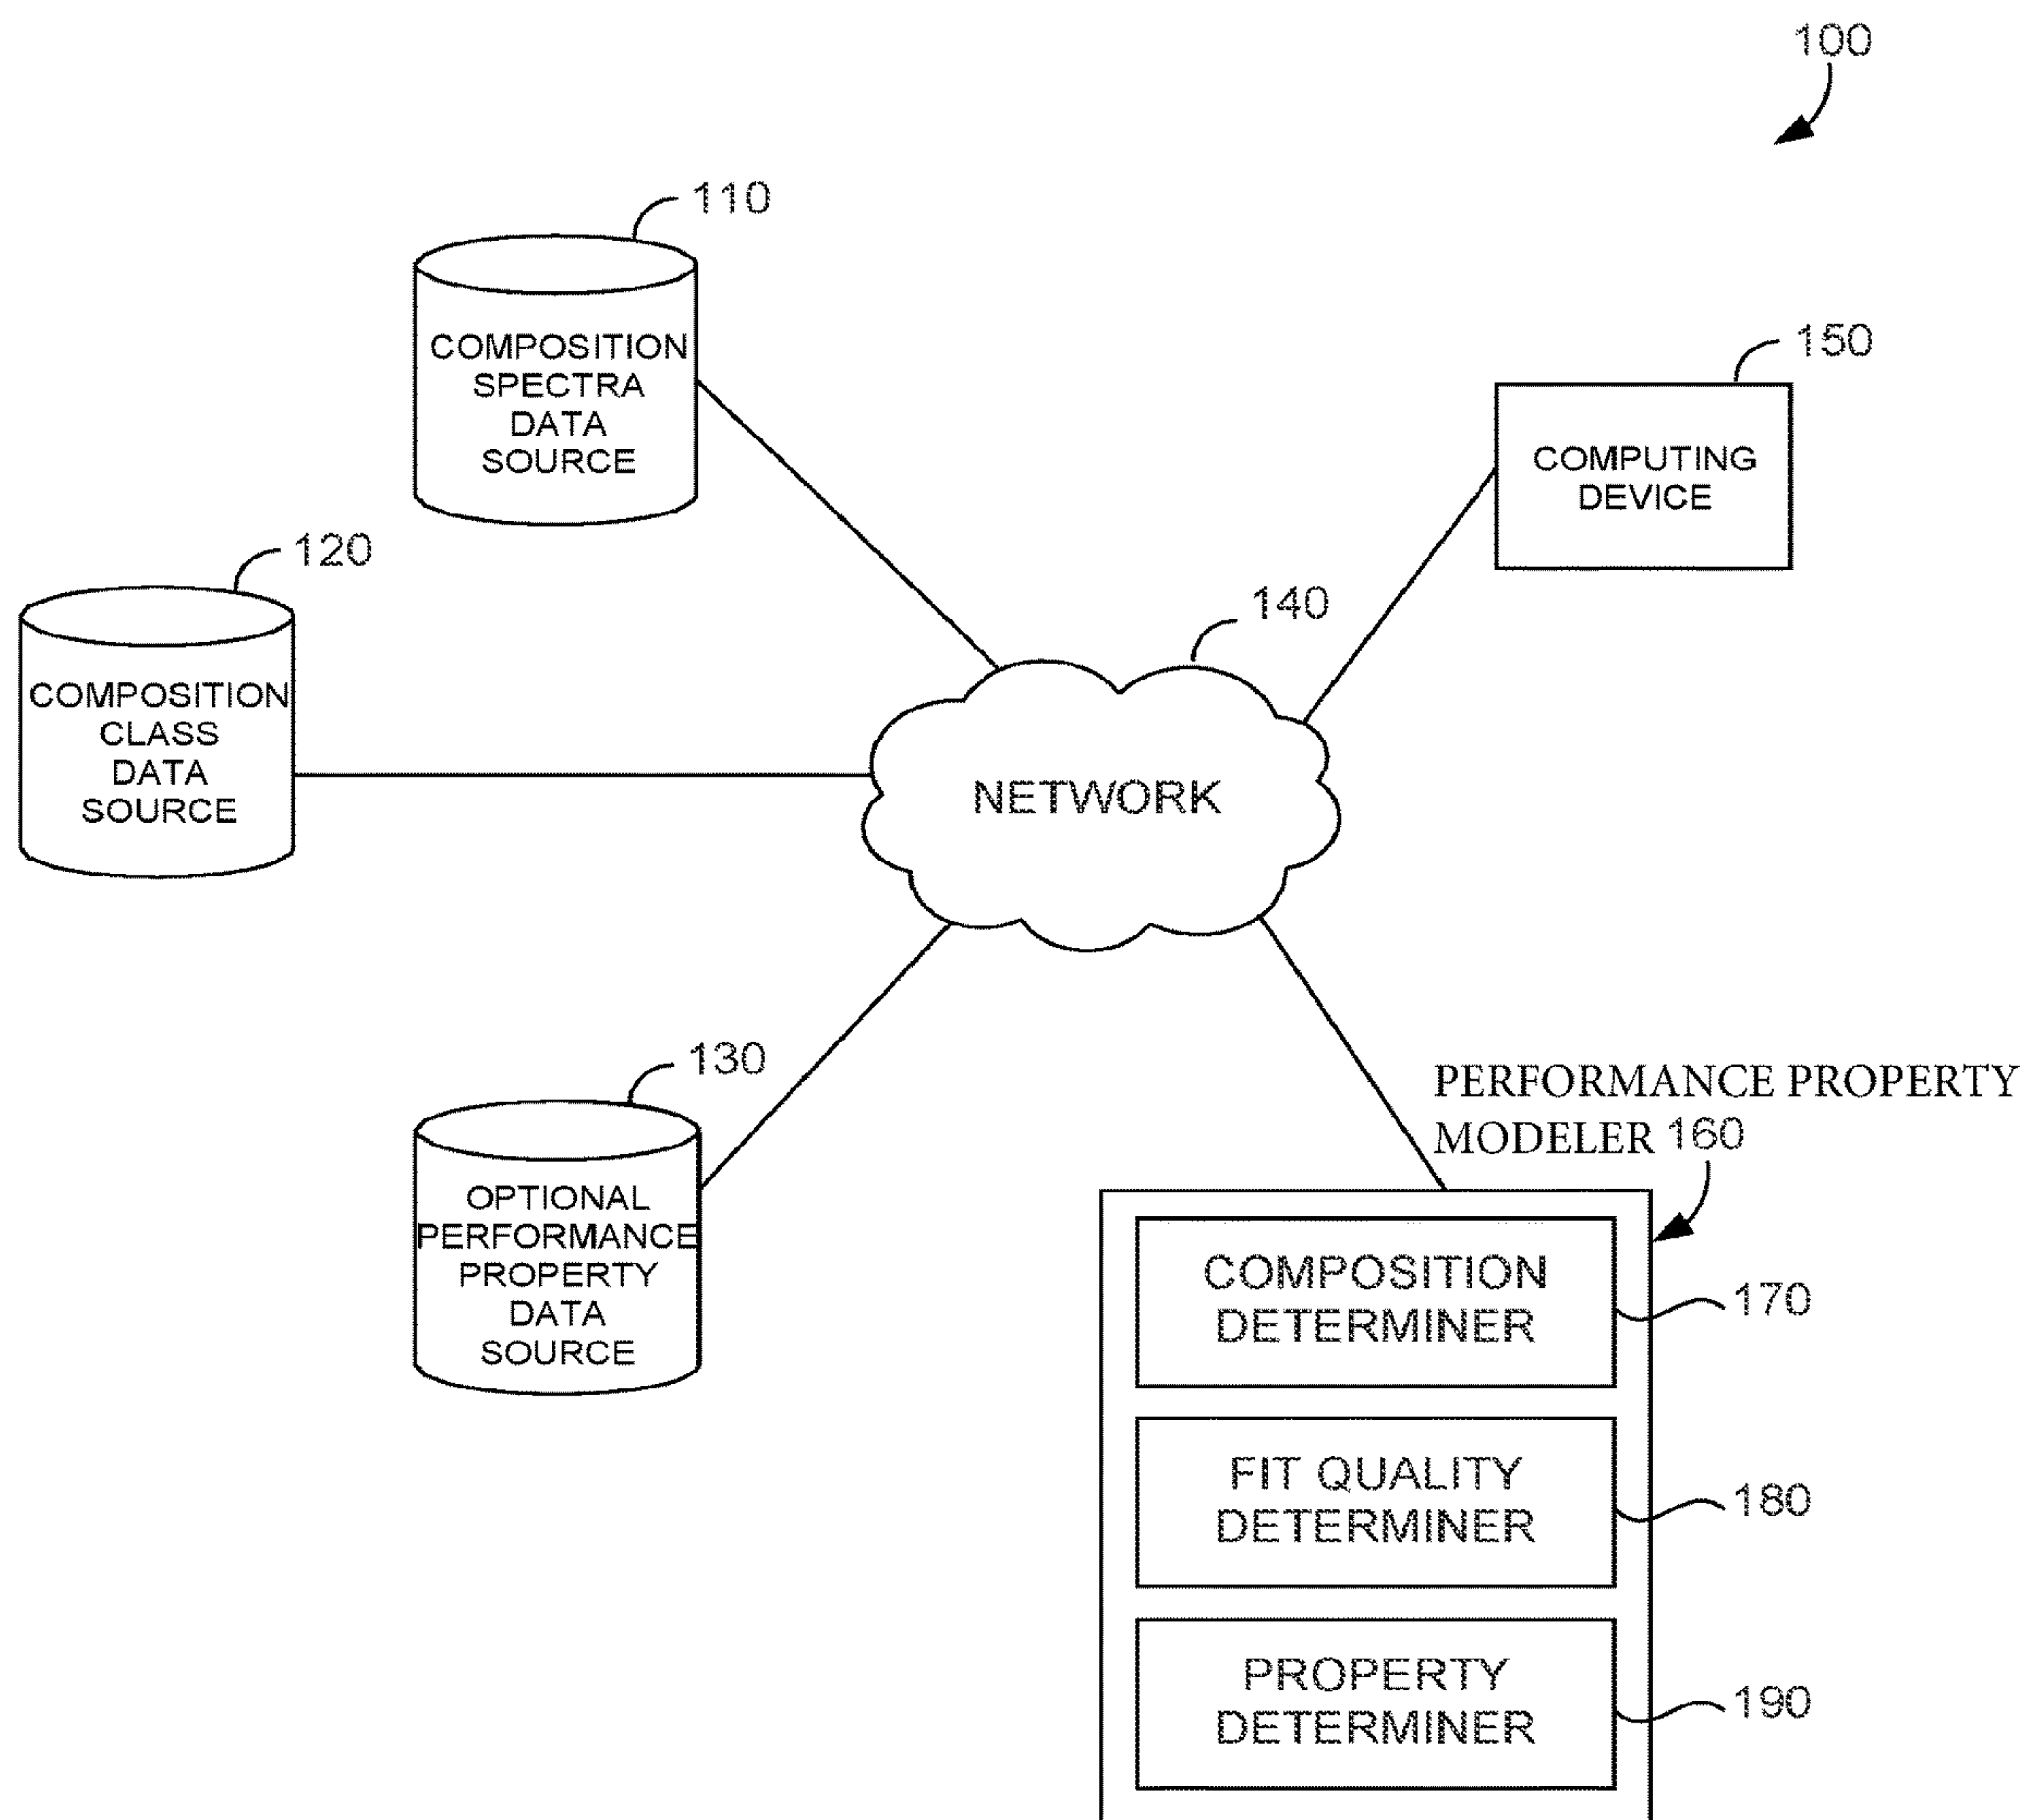 100
110
COMPOSITION
SPECTRA
DATA
SOURCE
150
COMPUTING
DEVICE
120
COMPOSITION
CLASS
DATA
SOURCE
140
NETWORK
130
OPTIONAL
PERFORMANCE
PROPERTY
DATA
SOURCE
PERFORMANCE PROPERTY
MODELER 160
COMPOSITION
DETERMINER
170
FIT QUALITY
DETERMINER
180
PROPERTY
DETERMINER
190